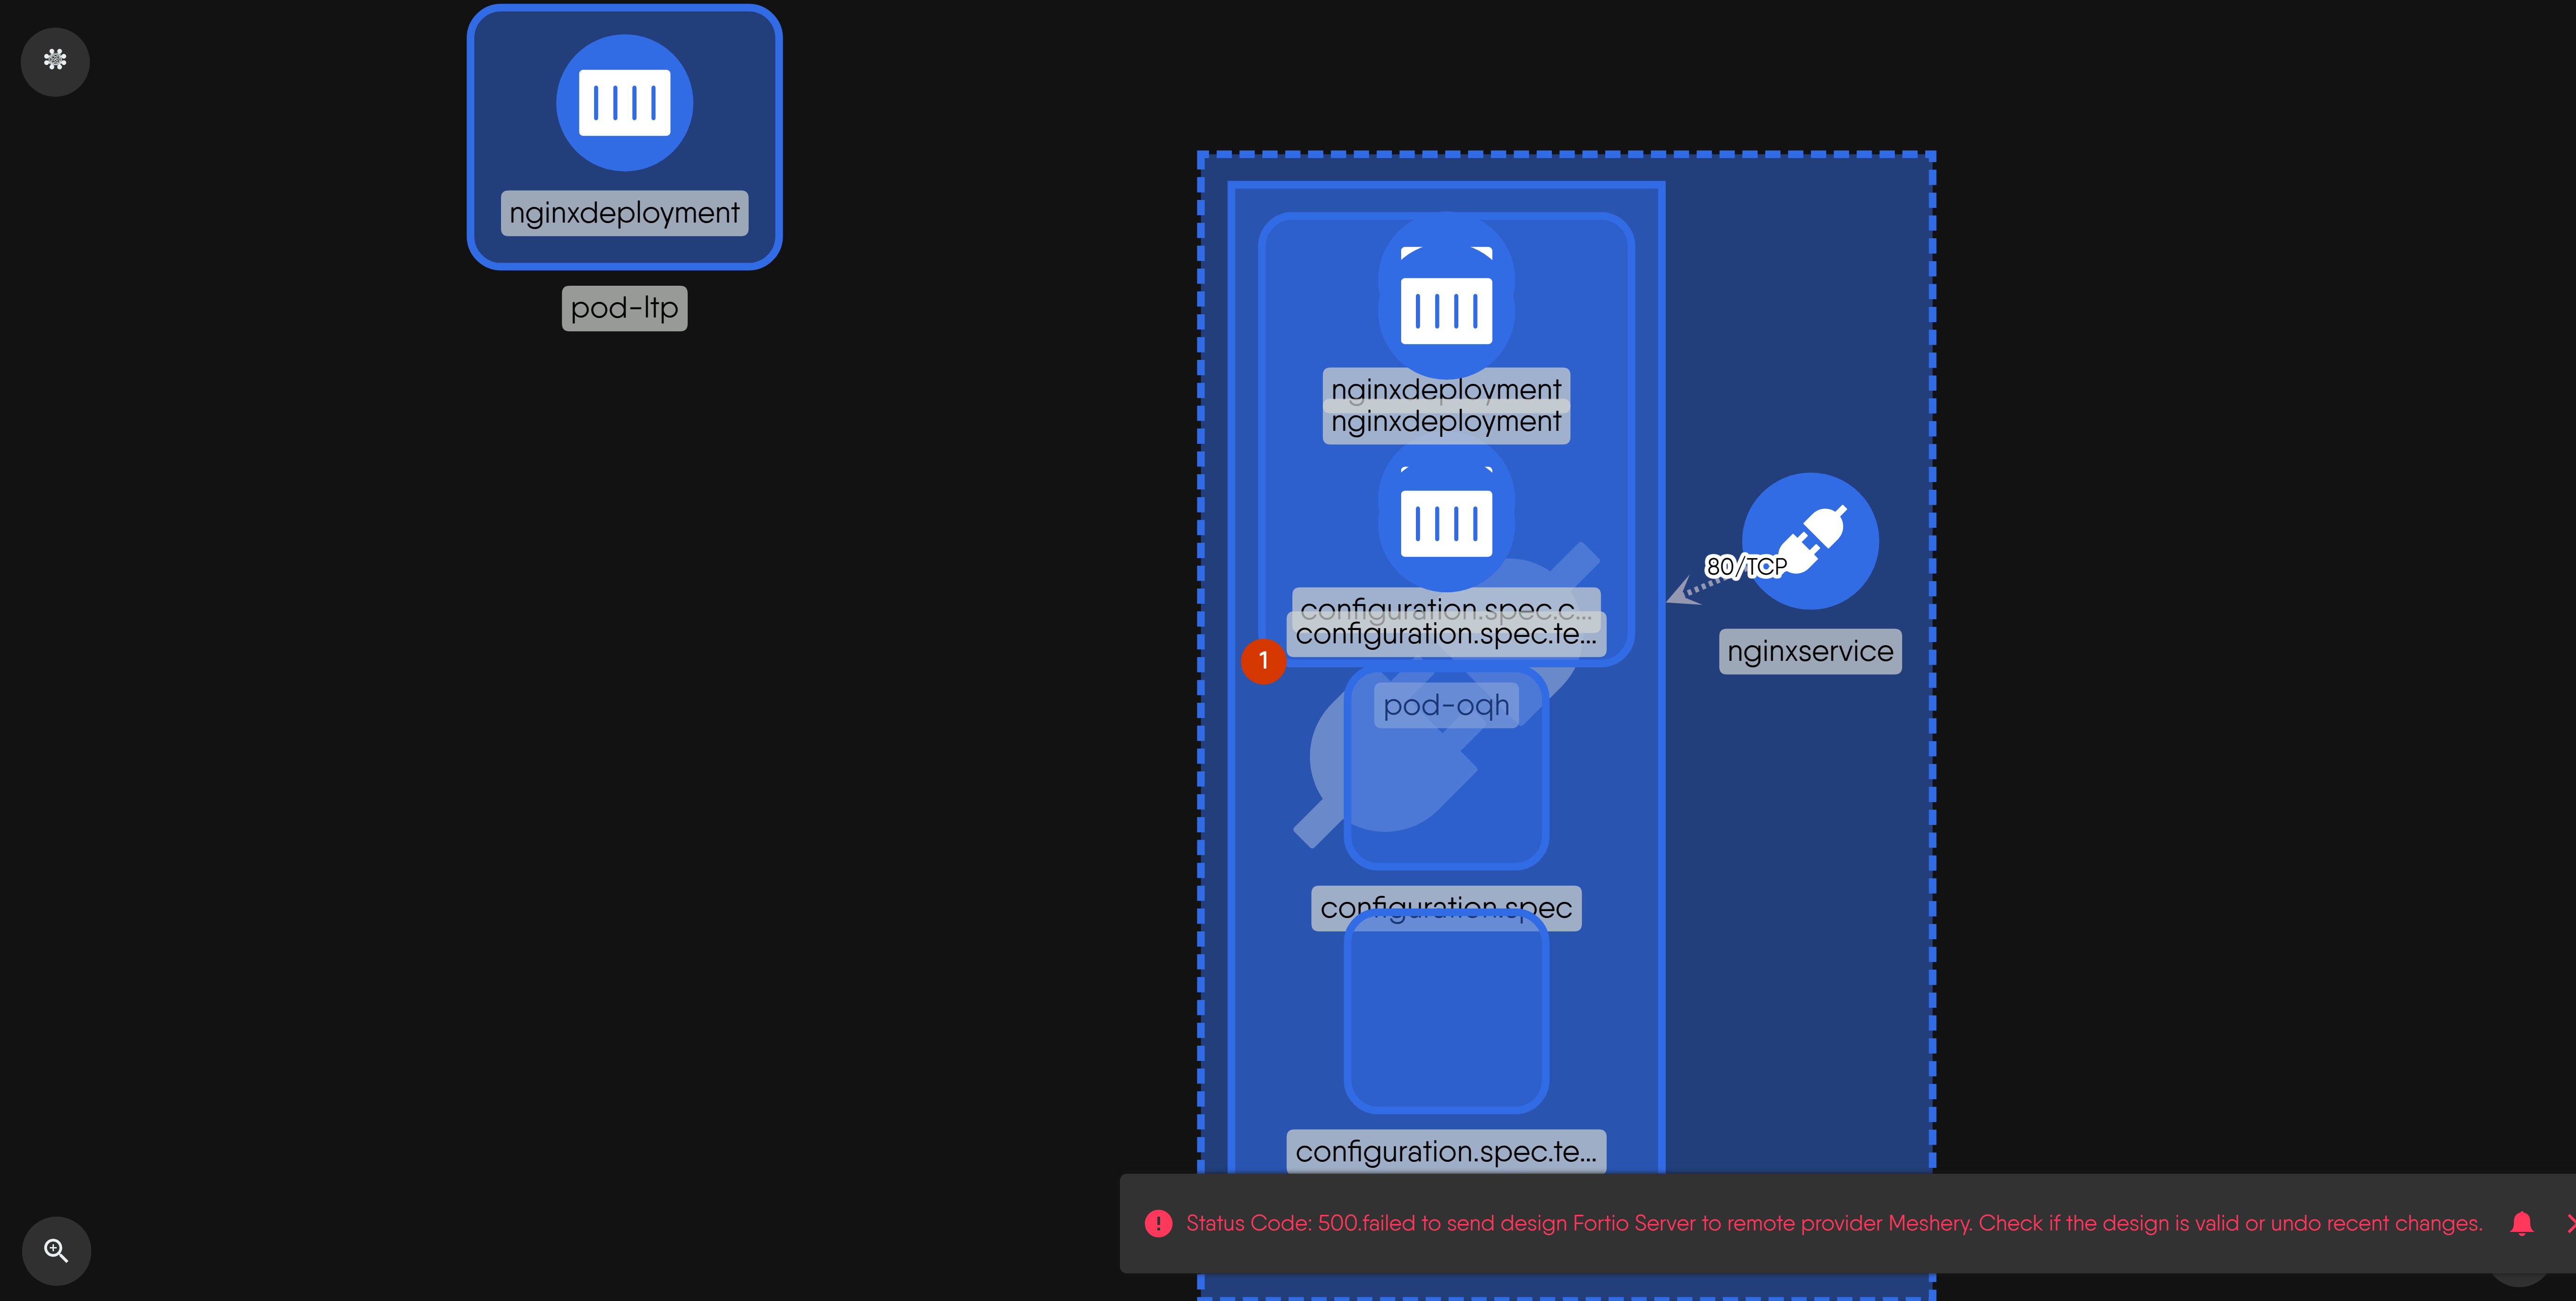 nginxdeployment
pod-ltp
nginxdeployment
nginxdeployment
configuration.spec.c...
configuration.spec.te...
1
pod-oqh
80/TCP
nginxservice
configuration.spec
configuration.spec.te...
Status Code: 500.failed to send design Fortio Server to remote provider Meshery. Check if the design is valid or undo recent changes.